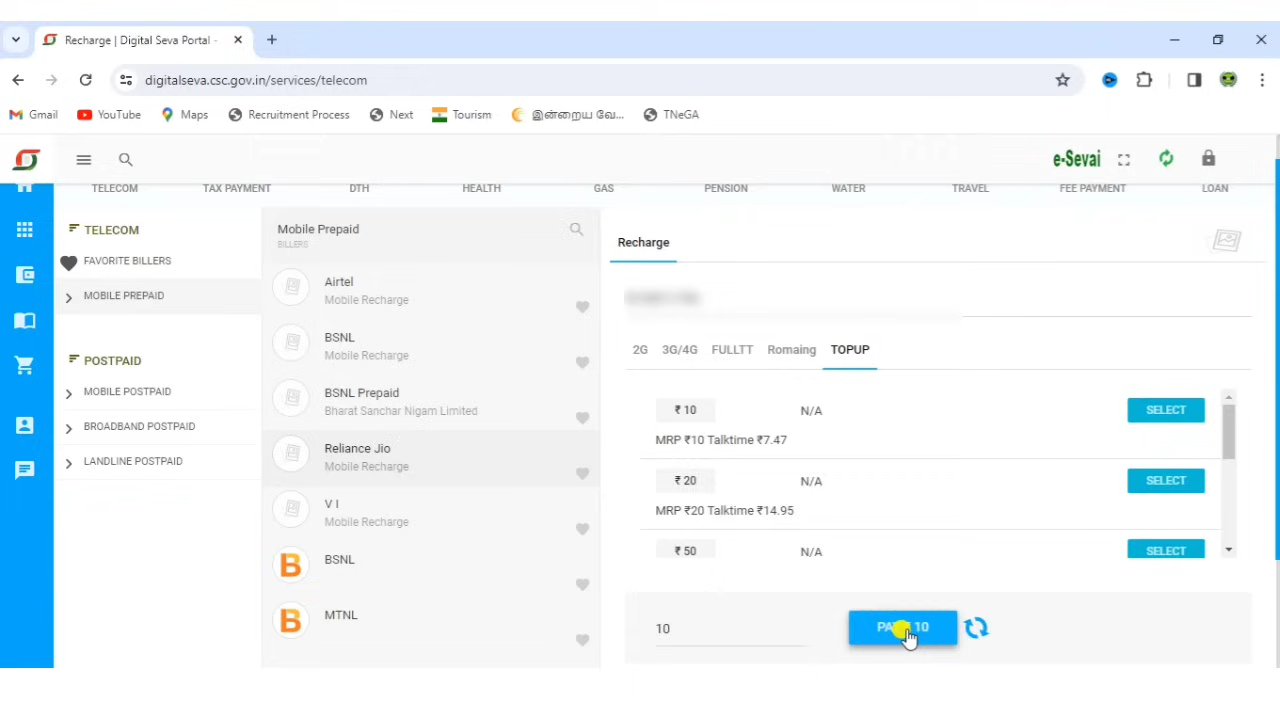 Recharge | Digital Seva Portal -
digitalseva.csc.gov.in/services/telecom
Gmail YouTube Maps Recruitment Process Next Tourism இன்றைய வே... TNeGA
e-Sevai
TELECOM TAX PAYMENT DTH HEALTH GAS PENSION WATER TRAVEL FEE PAYMENT LOAN
TELECOM
FAVORITE BILLERS
MOBILE PREPAID
POSTPAID
MOBILE POSTPAID
BROADBAND POSTPAID
LANDLINE POSTPAID
Mobile Prepaid
BILLERS
Airtel
Mobile Recharge
BSNL
Mobile Recharge
BSNL Prepaid
Bharat Sanchar Nigam Limited
Reliance Jio
Mobile Recharge
V I
Mobile Recharge
B BSNL
B MTNL
Recharge
2G 3G/4G FULLTT Romaing TOPUP
₹ 10 N/A SELECT
MRP ₹10 Talktime ₹7.47
₹ 20 N/A SELECT
MRP ₹20 Talktime ₹14.95
₹ 50 N/A SELECT
10 10